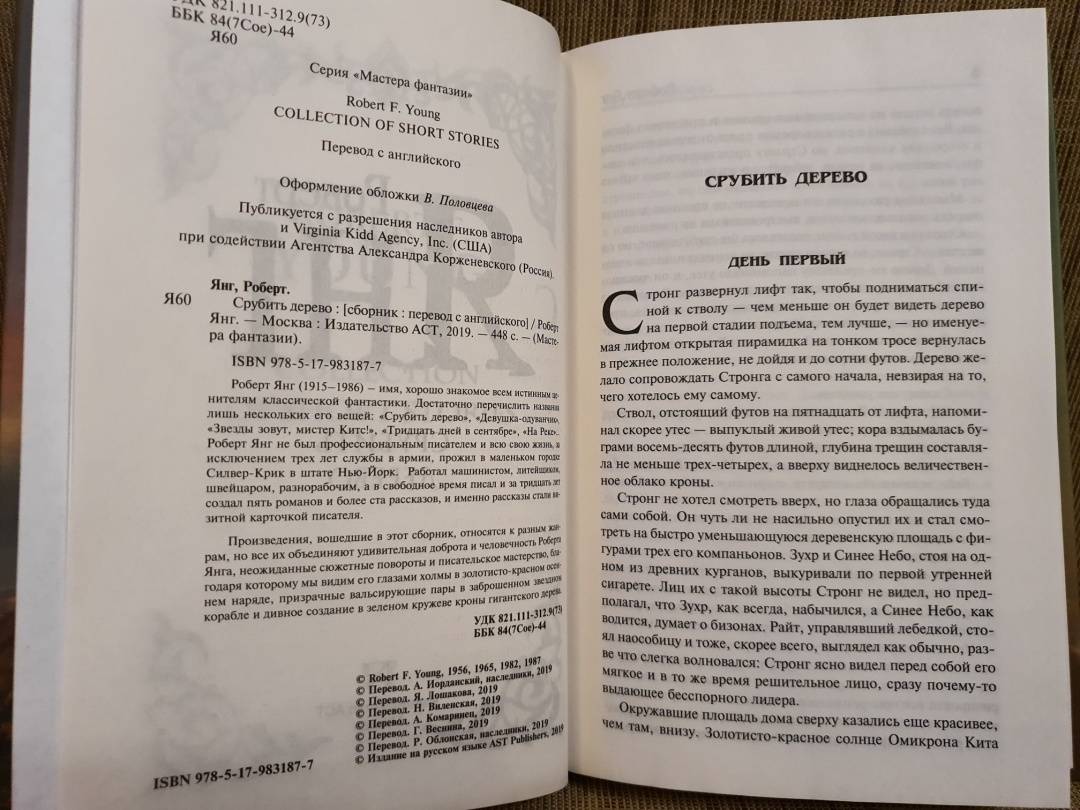 УДК 821.111-312.9(73)
ББК 84(7Сое)-44
Я60
Серия «Мастера фантазии»
Robert F. Young
COLLECTION OF SHORT STORIES
Перевод с английского
Оформление обложки В. Половцева
Публикуется с разрешения наследников автора
и Virginia Kidd Agency, Inc. (США)
при содействии Агентства Александра Корженевского (Россия).
Янг, Роберт.
Я60
Срубить дерево : [сборник : перевод с английского] / Роберт
Янг. — Москва : Издательство АСТ, 2019. — 448 с. — (Масте-
ра фантазии).
ISBN 978-5-17-983187-7
Роберт Янг (1915–1986) – имя, хорошо знакомое всем истинным це-
нителям классической фантастики. Достаточно перечислить названия
лишь нескольких его вещей: «Срубить дерево», «Девушка-одуванчик»,
«Звезды зовут, мистер Китс!», «Тридцать дней в сентябре», «На Реке».
Роберт Янг не был профессиональным писателем и всю свою жизнь, за
исключением трех лет службы в армии, прожил в маленьком городе
Силвер-Крик в штате Нью-Йорк. Работал машинистом, литейщиком,
швейцаром, разнорабочим, а в свободное время писал и за тридцать лет
создал пять романов и более ста рассказов, и именно рассказы стали ви-
зитной карточкой писателя.
Произведения, вошедшие в этот сборник, относятся к разным жан-
рам, но все их объединяют удивительная доброта и человечность Роберта
Янга, неожиданные сюжетные повороты и писательское мастерство, бла-
годаря которому мы видим его глазами холмы в золотисто-красном осен-
нем наряде, призрачные вальсирующие пары в заброшенном звездном
корабле и дивное создание в зеленом кружеве кроны гигантского дерева.
УДК 821.111-312.9(73)
ББК 84(7Сое)-44
© Robert F. Young, 1956, 1965, 1982, 1987
© Перевод. А. Иорданский, наследники, 2019
© Перевод. Я. Лошакова, 2019
© Перевод. Н. Виленская, 2019
© Перевод. А. Комаринец, 2019
© Перевод. Г. Веснина, 2019
© Перевод. Р. Облонская, наследники, 2019
© Издание на русском языке AST Publishers, 2019
ISBN 978-5-17-983187-7
СРУБИТЬ ДЕРЕВО
ДЕНЬ ПЕРВЫЙ
Стронг развернул лифт так, чтобы подниматься спи-
ной к стволу — чем меньше он будет видеть дерево
на первой стадии подъема, тем лучше, — но именуе-
мая лифтом открытая пирамидка на тонком тросе вернулась
в прежнее положение, не дойдя и до сотни футов. Дерево же-
лало сопровождать Стронга с самого начала, невзирая на то,
чего хотелось ему самому.
Ствол, отстоящий футов на пятнадцать от лифта, напоми-
нал скорее утес — выпуклый живой утес; кора вздымалась бу-
грами восемь-десять футов длиной, глубина трещин составля-
ла не меньше трех-четырех, а вверху виднелось величествен-
ное облако кроны.
Стронг не хотел смотреть вверх, но глаза обращались туда
сами собой. Он чуть ли не насильно опустил их и стал смо-
треть на быстро уменьшающуюся деревенскую площадь с фи-
гурами трех его компаньонов. Зухр и Синее Небо, стоя на од-
ном из древних курганов, выкуривали по первой утренней
сигарете. Лиц их с такой высоты Стронг не видел, но пред-
полагал, что Зухр, как всегда, набычился, а Синее Небо, как
водится, думает о бизонах. Райт, управлявший лебедкой, сто-
ял наособицу и тоже, скорее всего, выглядел как обычно, раз-
ве что слегка волновался: Стронг ясно видел перед собой его
мягкое и в то же время решительное лицо, сразу почему-то
выдающее бесспорного лидера.
Окружавшие площадь дома сверху казались еще красивее,
чем там, внизу. Золотисто-красное солнце Омикрона Кита